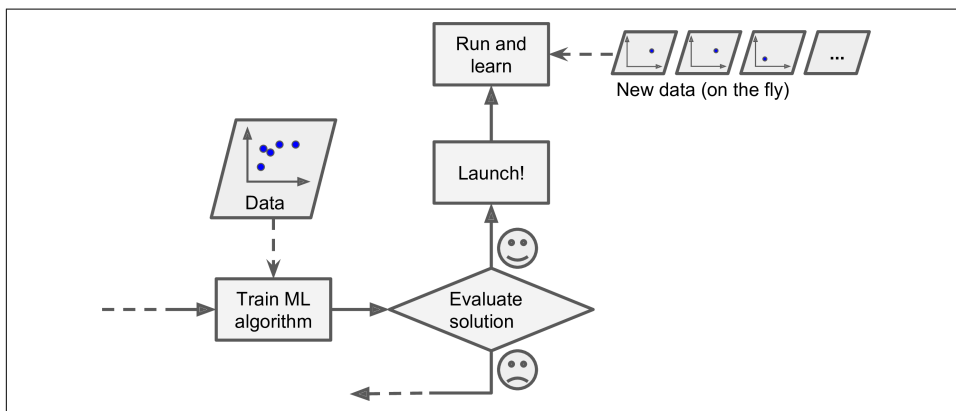 Run and
learn
...
New data (on the fly)
Launch!
Data
Train ML
algorithm
Evaluate
solution